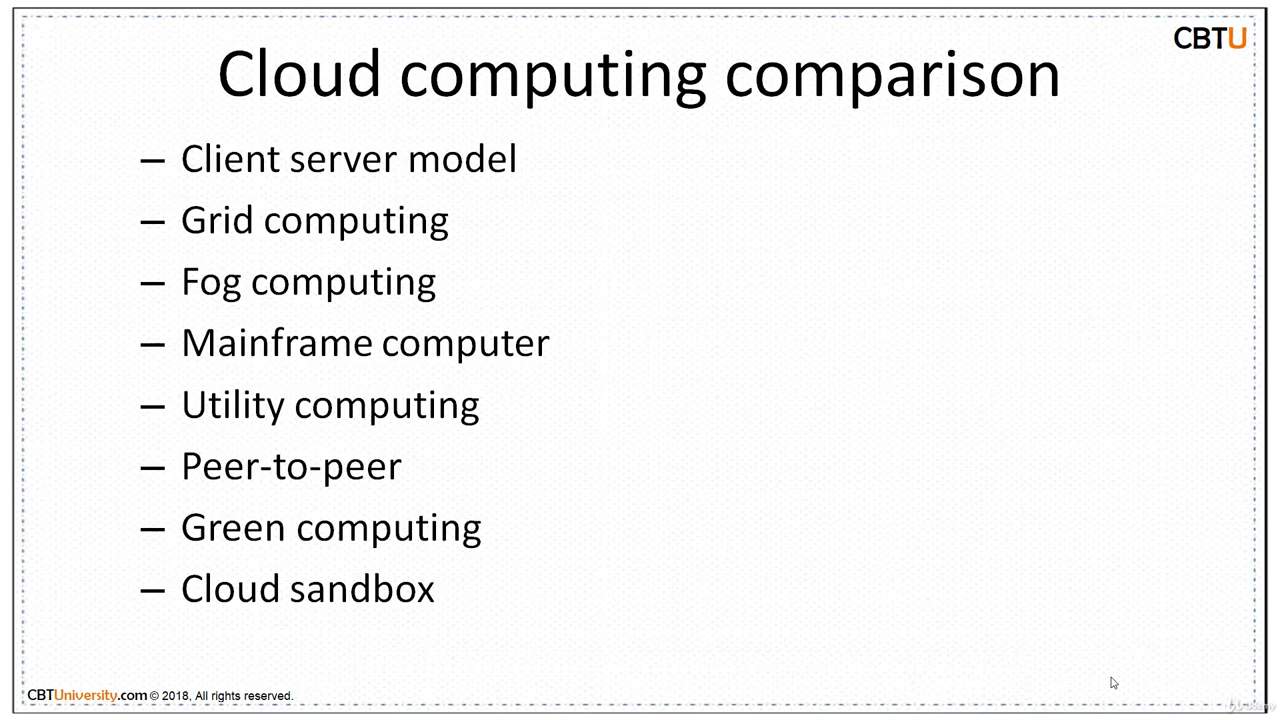 CBTU
Cloud computing comparison
– Client server model
– Grid computing
– Fog computing
– Mainframe computer
– Utility computing
– Peer-to-peer
– Green computing
– Cloud sandbox
CBTUniversity.com © 2018, All rights reserved.